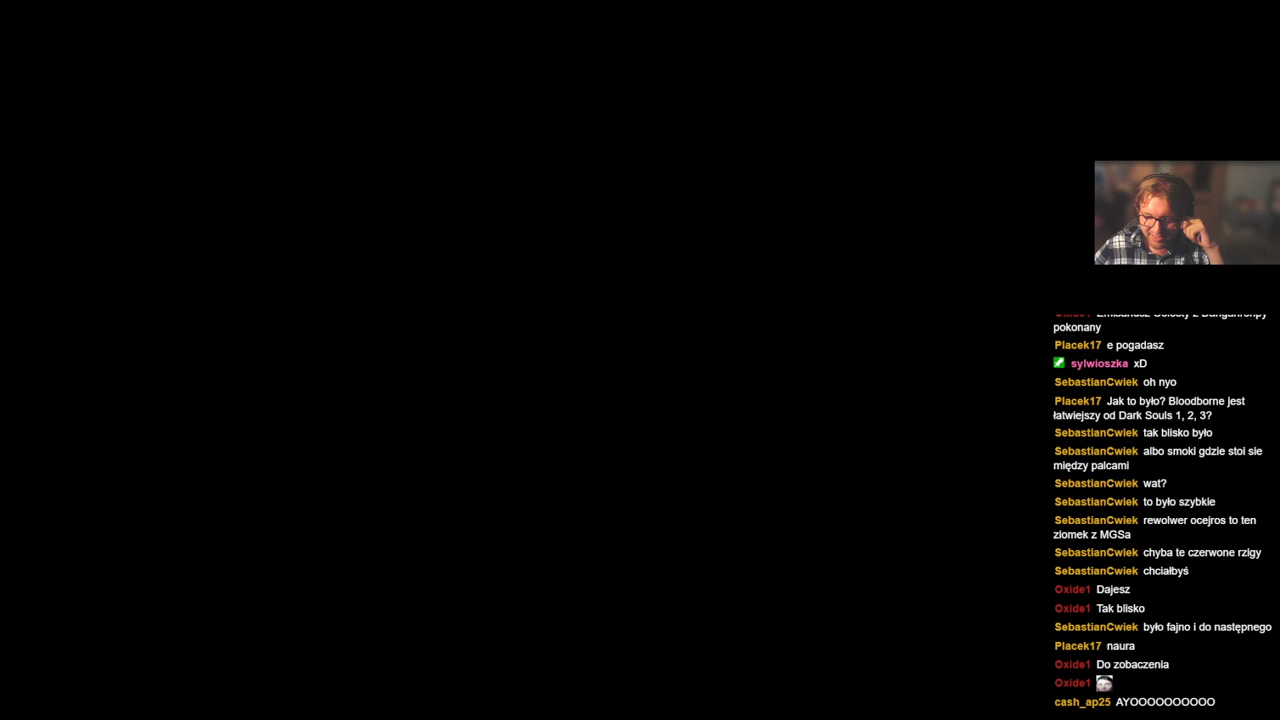 pokonany
Placek17 e pogadasz
sylwioszka xD
SebastianCwiek oh nyo
Placek17 Jak to było? Bloodborne jest
łatwiejszy od Dark Souls 1, 2, 3?
SebastianCwiek tak blisko było
SebastianCwiek albo smoki gdzie stoi sie
między palcami
SebastianCwiek wat?
SebastianCwiek to było szybkie
SebastianCwiek rewolwer ocejros to ten
ziomek z MGSa
SebastianCwiek chyba te czerwone rzigy
SebastianCwiek chciałbyś
Oxide1 Dajesz
Oxide1 Tak blisko
SebastianCwiek było fajno i do następnego
Placek17 naura
Oxide1 Do zobaczenia
Oxide1
cash_ap25 AYOOOOOOOOOO